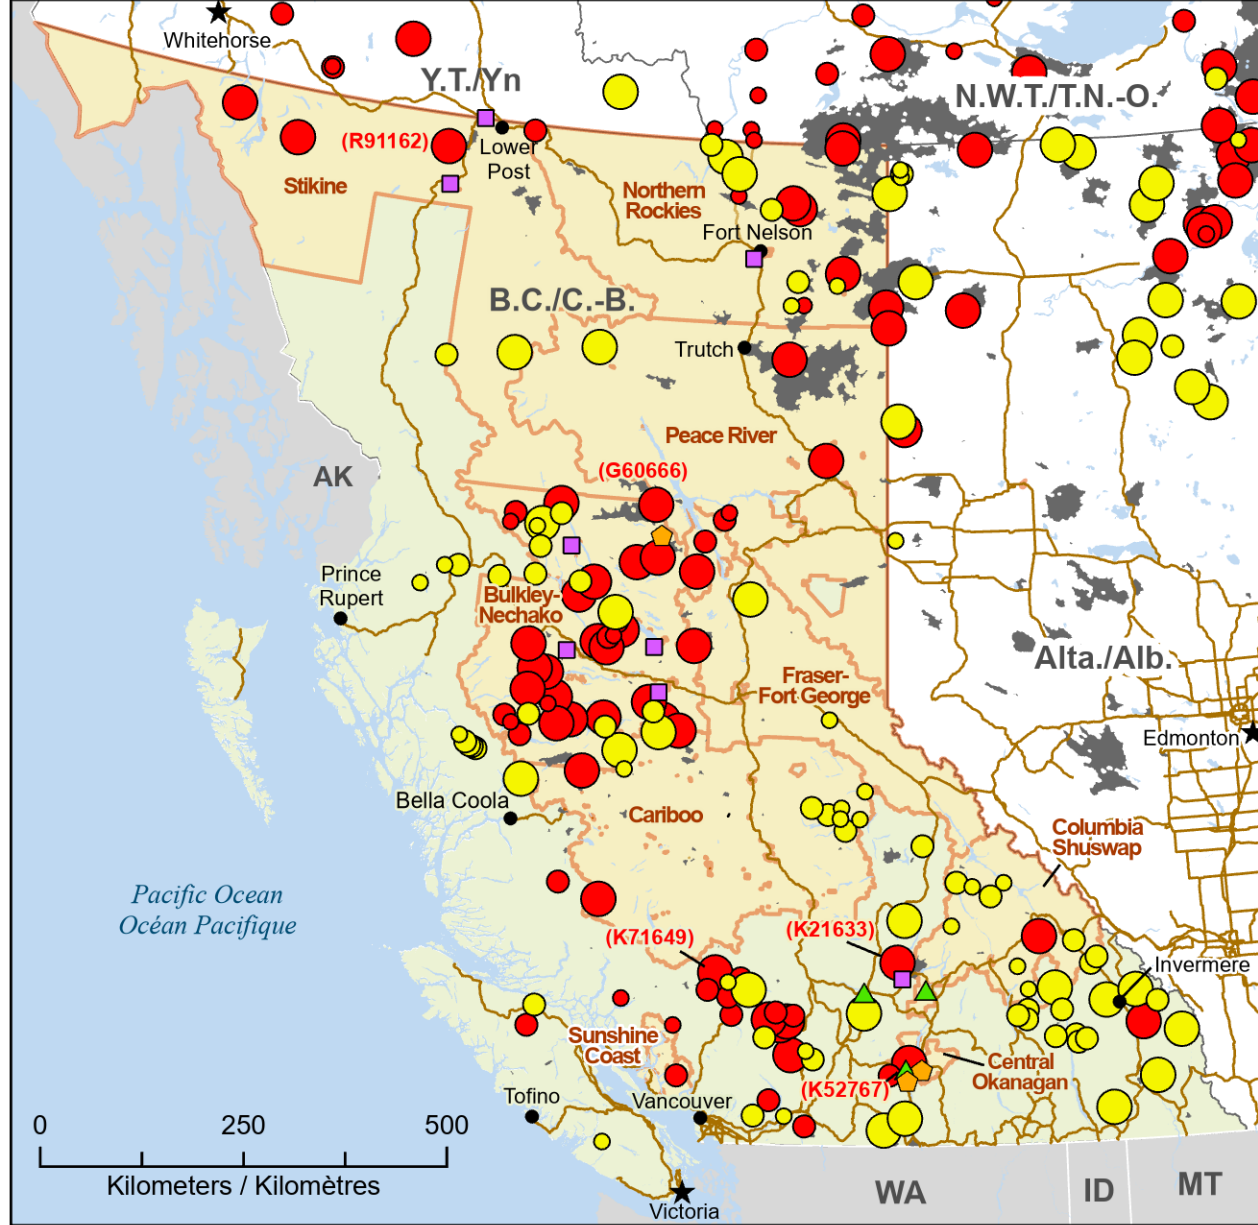 Whitehorse
Y.T./Yn
N.W.T./T.N.-O.
(R91162)
Lower
Post
Stikine
Northern
Rockies
Fort Nelson
B.C./C.-B.
Trutch
Peace River
AK
(G60666)
Prince
Rupert
Bulkley-
Nechako
Alta./Alb.
Fraser-
Fort George
Edmonton
Bella Coola
Cariboo
Columbia
Shuswap
Pacific Ocean
Océan Pacifique
(K71649)
(K21633)
Invermere
Sunshine
Coast
Central
Okanagan
(K52767)
Tofino
Vancouver
0
250
500
Kilometers / Kilomètres
WA
ID
MT
Victoria